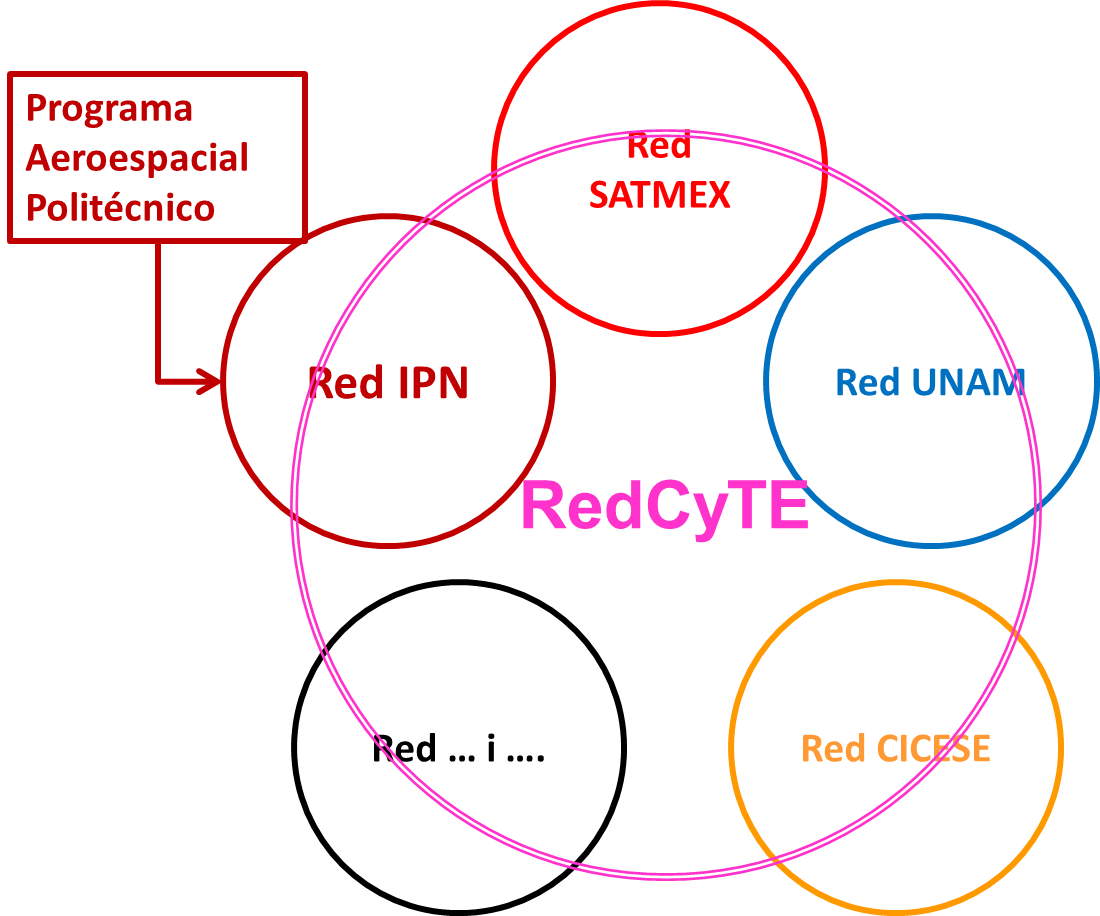 Programa
Aeroespacial
Politécnico
Red
SATMEX
Red IPN
Red UNAM
RedCyTE
Red ... i ....
Red CICESE